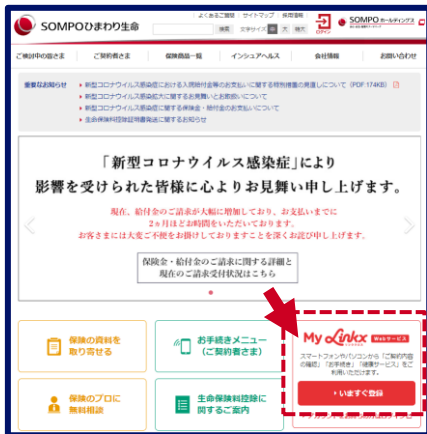 よくあるご質問 | サイトマップ | 採用情報
SOMPOひまわり生命
検索 文字サイズ 中 大 特大
ログイン
SOMPOホールディングス
ご検討中の皆さま ご契約者さま 保険商品一覧 インシュアヘルス 会社情報 お問い合わせ
重要なお知らせ
新型コロナウイルス感染症における入院給付金等のお支払いに関する特別措置の見直しについて（PDF 174KB）
新型コロナウイルス感染拡大に関するお見舞いとお取扱いについて
新型コロナウイルス感染症に関する保険金・給付金のお支払いについて
生命保険料控除証明書発送に関するお知らせ
「新型コロナウイルス感染症」により
影響を受けられた皆様に心よりお見舞い申し上げます。
現在、給付金のご請求が大幅に増加しており、お支払いまでに
2ヵ月ほどお時間をいただいております。
お客さまには大変ご不便をお掛けしておりますことを深くお詫び申し上げます。
保険金・給付金のご請求に関する詳細と
現在のご請求受付状況はこちら
保険の資料を
取り寄せる
お手続きメニュー
（ご契約者さま）
My Linkx Webサービス
スマートフォンやパソコンから「ご契約内容
の確認」「お手続き」「健康サービス」をご
利用いただけます。
いますぐ登録
保険のプロに
無料相談
生命保険料控除に
関するご案内